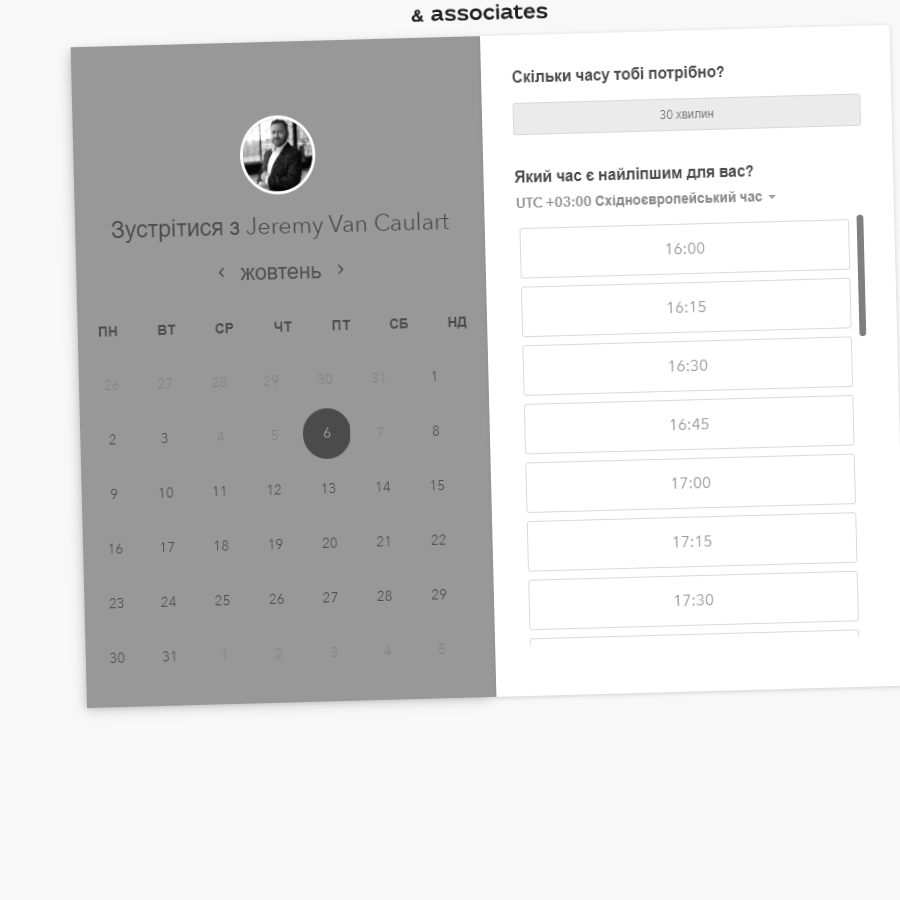 & associates
Зустрітися з Jeremy Van Caulart
‹ жовтень ›
ПН ВТ СР ЧТ ПТ СБ НД
26 27 28 29 30 31 1
2 3 4 5 6 7 8
9 10 11 12 13 14 15
16 17 18 19 20 21 22
23 24 25 26 27 28 29
30 31 1 2 3 4 5
Скільки часу тобі потрібно?
30 хвилин
Який час є найліпшим для вас?
UTC +03:00 Східноєвропейський час
16:00
16:15
16:30
16:45
17:00
17:15
17:30